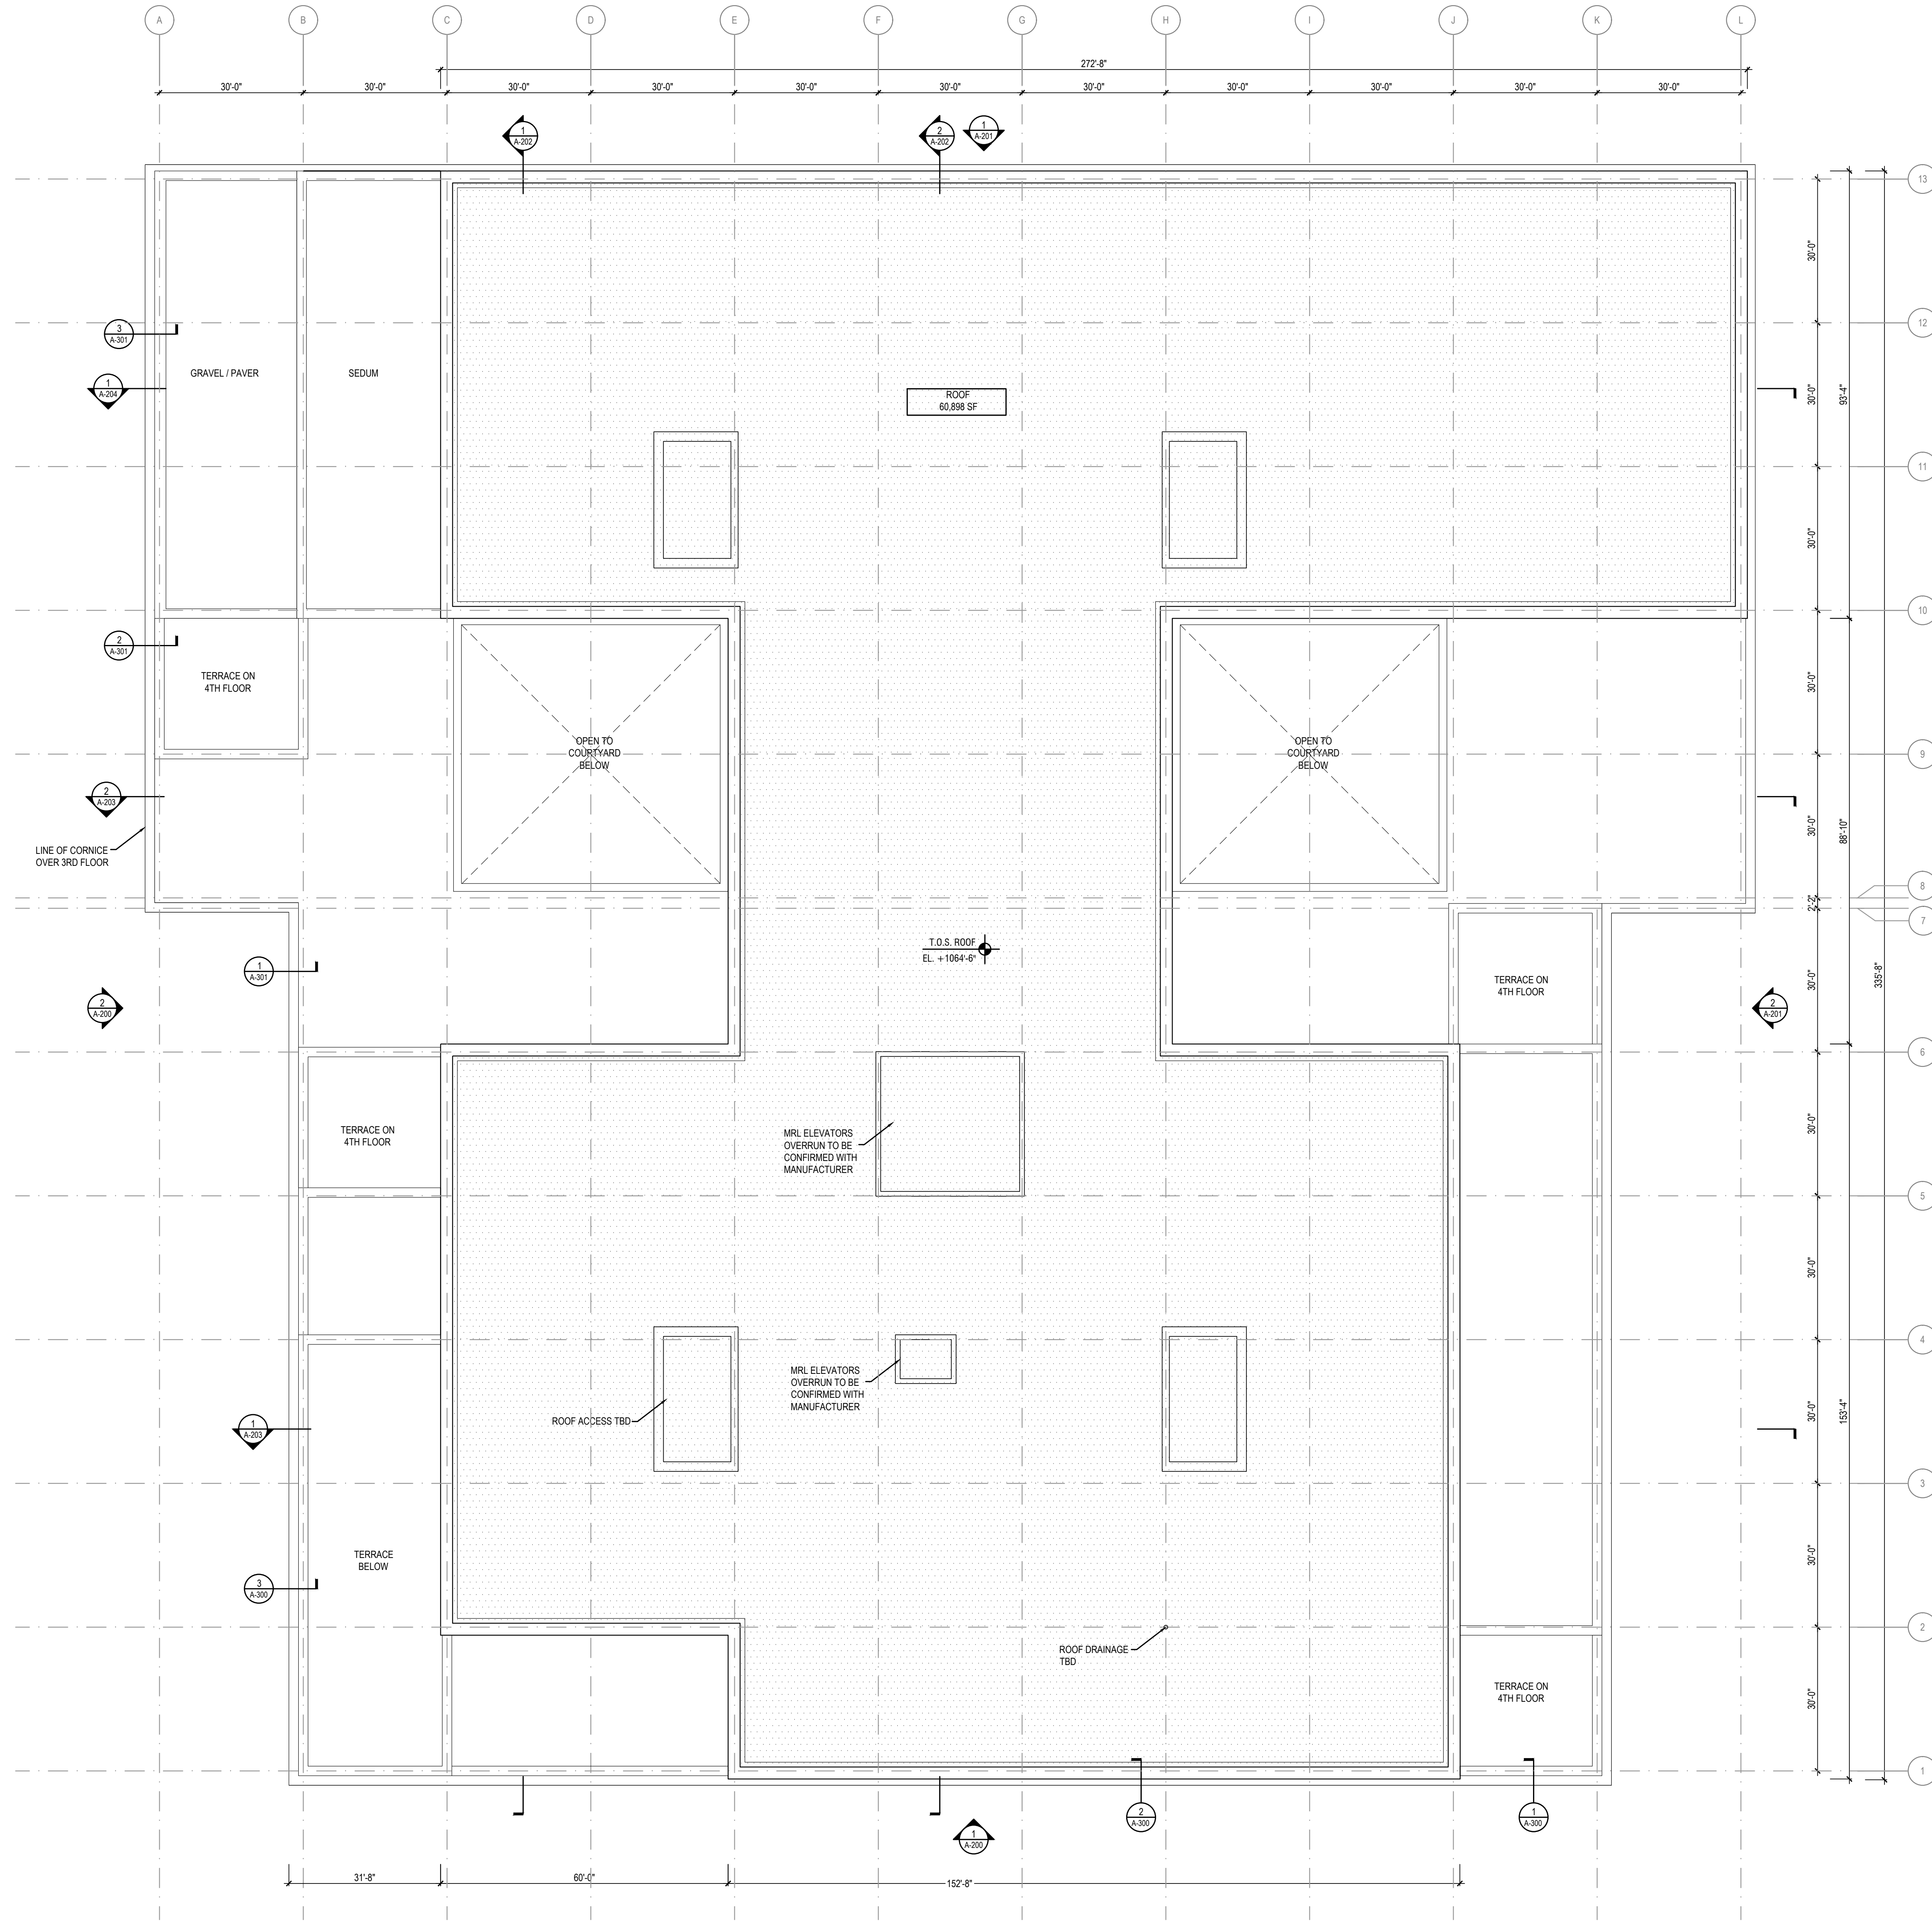 A B C D E F G H I J K L
272'-8"
30'-0" 30'-0" 30'-0" 30'-0" 30'-0" 30'-0" 30'-0" 30'-0" 30'-0" 30'-0" 30'-0"
1
A-202
2
A-202
1
A-201
13
30'-0"
3
A-301
12
GRAVEL / PAVER
SEDUM
1
A-204
ROOF
60,898 SF
30'-0"
93'-4"
11
30'-0"
10
2
A-301
TERRACE ON
4TH FLOOR
30'-0"
OPEN TO
COURTYARD
BELOW
OPEN TO
COURTYARD
BELOW
9
2
A-203
LINE OF CORNICE
OVER 3RD FLOOR
30'-0"
88'-10"
8
2'-2"
7
T.O.S. ROOF
EL. +1064'-6"
1
A-301
TERRACE ON
4TH FLOOR
30'-0"
335'-8"
2
A-200
2
A-201
6
TERRACE ON
4TH FLOOR
MRL ELEVATORS
OVERRUN TO BE
CONFIRMED WITH
MANUFACTURER
30'-0"
5
30'-0"
4
MRL ELEVATORS
OVERRUN TO BE
CONFIRMED WITH
MANUFACTURER
ROOF ACCESS TBD
1
A-203
30'-0"
153'-4"
3
TERRACE
BELOW
3
A-300
30'-0"
2
ROOF DRAINAGE
TBD
TERRACE ON
4TH FLOOR
30'-0"
1
2
A-300
1
A-300
1
A-200
31'-8" 60'-0" 152'-8"